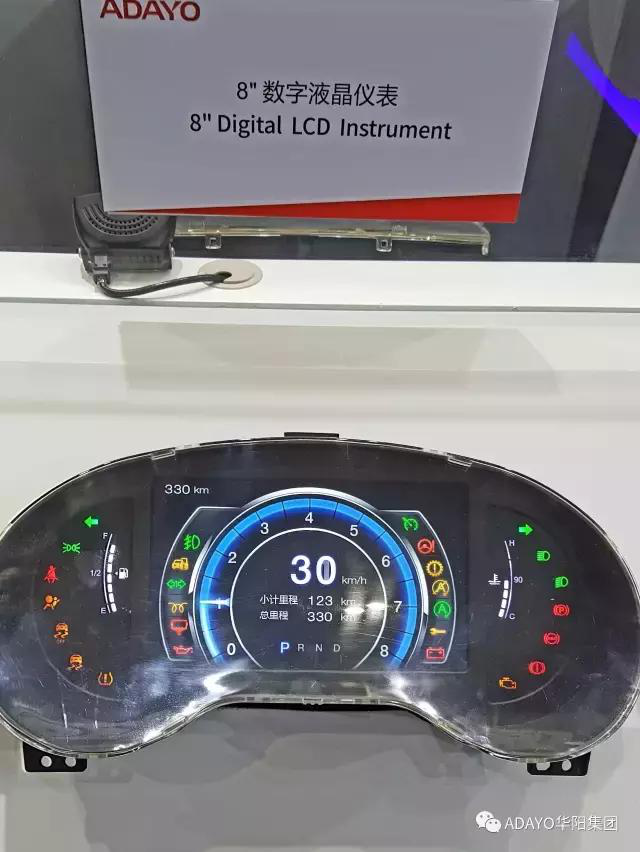 ADAYO
8" 数字液晶仪表
8" Digital LCD Instrument
330 km
F
1/2
E
0
1
2
3
4
5
6
7
8
30 km/h
小计里程 123 km
总里程 330 km
P R N D
H
90
C
ADAYO华阳集团